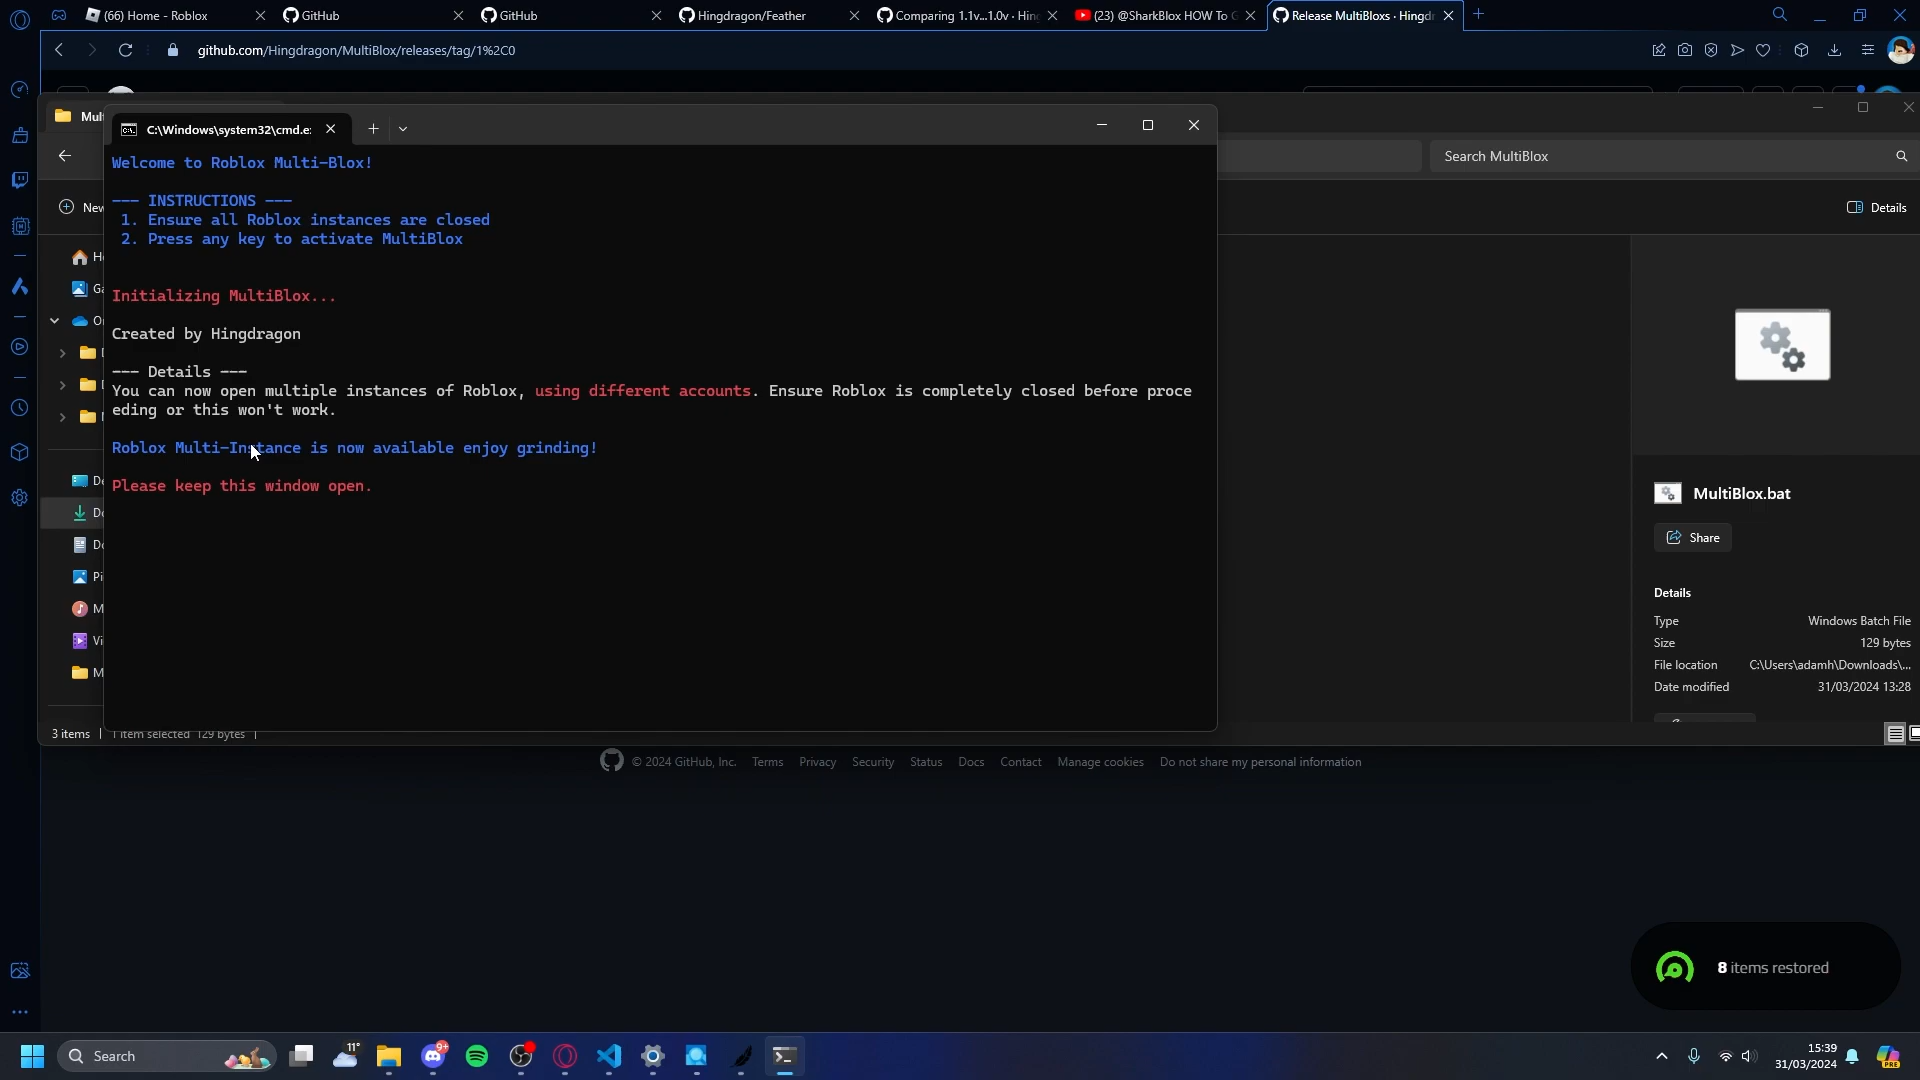 (66) Home - Roblox
GitHub
GitHub
Hingdragon/Feather
Comparing 1.1v...1.0v · Hing
(23) @SharkBlox HOW To G
Release MultiBloxs · Hingdr
github.com/Hingdragon/MultiBlox/releases/tag/1%2C0
Mul
C:\Windows\system32\cmd.e:
Search MultiBlox
New
Details
Welcome to Roblox Multi-Blox!
--- INSTRUCTIONS ---
1. Ensure all Roblox instances are closed
2. Press any key to activate MultiBlox
Initializing MultiBlox...
Created by Hingdragon
--- Details ---
You can now open multiple instances of Roblox, using different accounts. Ensure Roblox is completely closed before proce
eding or this won't work.
Roblox Multi-Instance is now available enjoy grinding!
Please keep this window open.
MultiBlox.bat
Share
Details
Type Windows Batch File
Size 129 bytes
File location C:\Users\adamh\Downloads\...
Date modified 31/03/2024 13:28
3 items
1 item selected 129 bytes
© 2024 GitHub, Inc. Terms Privacy Security Status Docs Contact Manage cookies Do not share my personal information
8 items restored
Search
11°
9+
15:39
31/03/2024
PRE